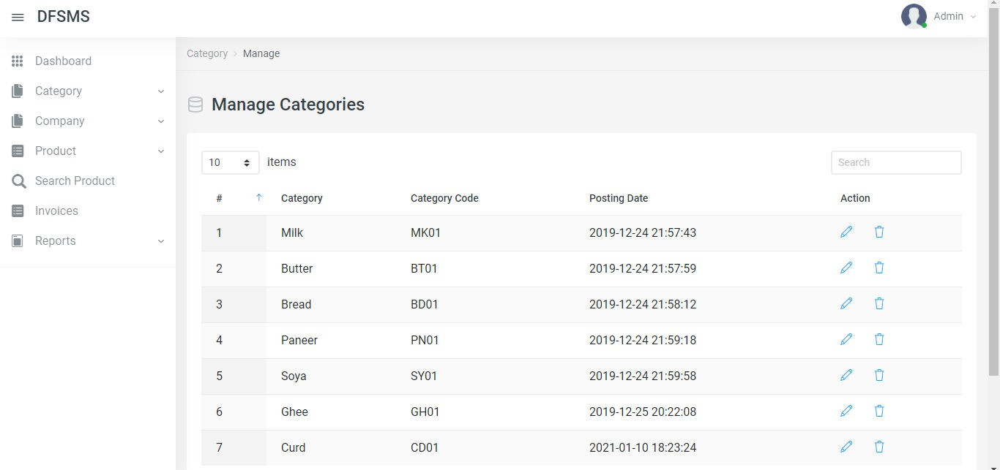 DFSMS
Admin
Dashboard
Category
Company
Product
Search Product
Invoices
Reports
Category > Manage
Manage Categories
10 items
Search
# Category Category Code Posting Date Action
1 Milk MK01 2019-12-24 21:57:43
2 Butter BT01 2019-12-24 21:57:59
3 Bread BD01 2019-12-24 21:58:12
4 Paneer PN01 2019-12-24 21:59:18
5 Soya SY01 2019-12-24 21:59:58
6 Ghee GH01 2019-12-25 20:22:08
7 Curd CD01 2021-01-10 18:23:24